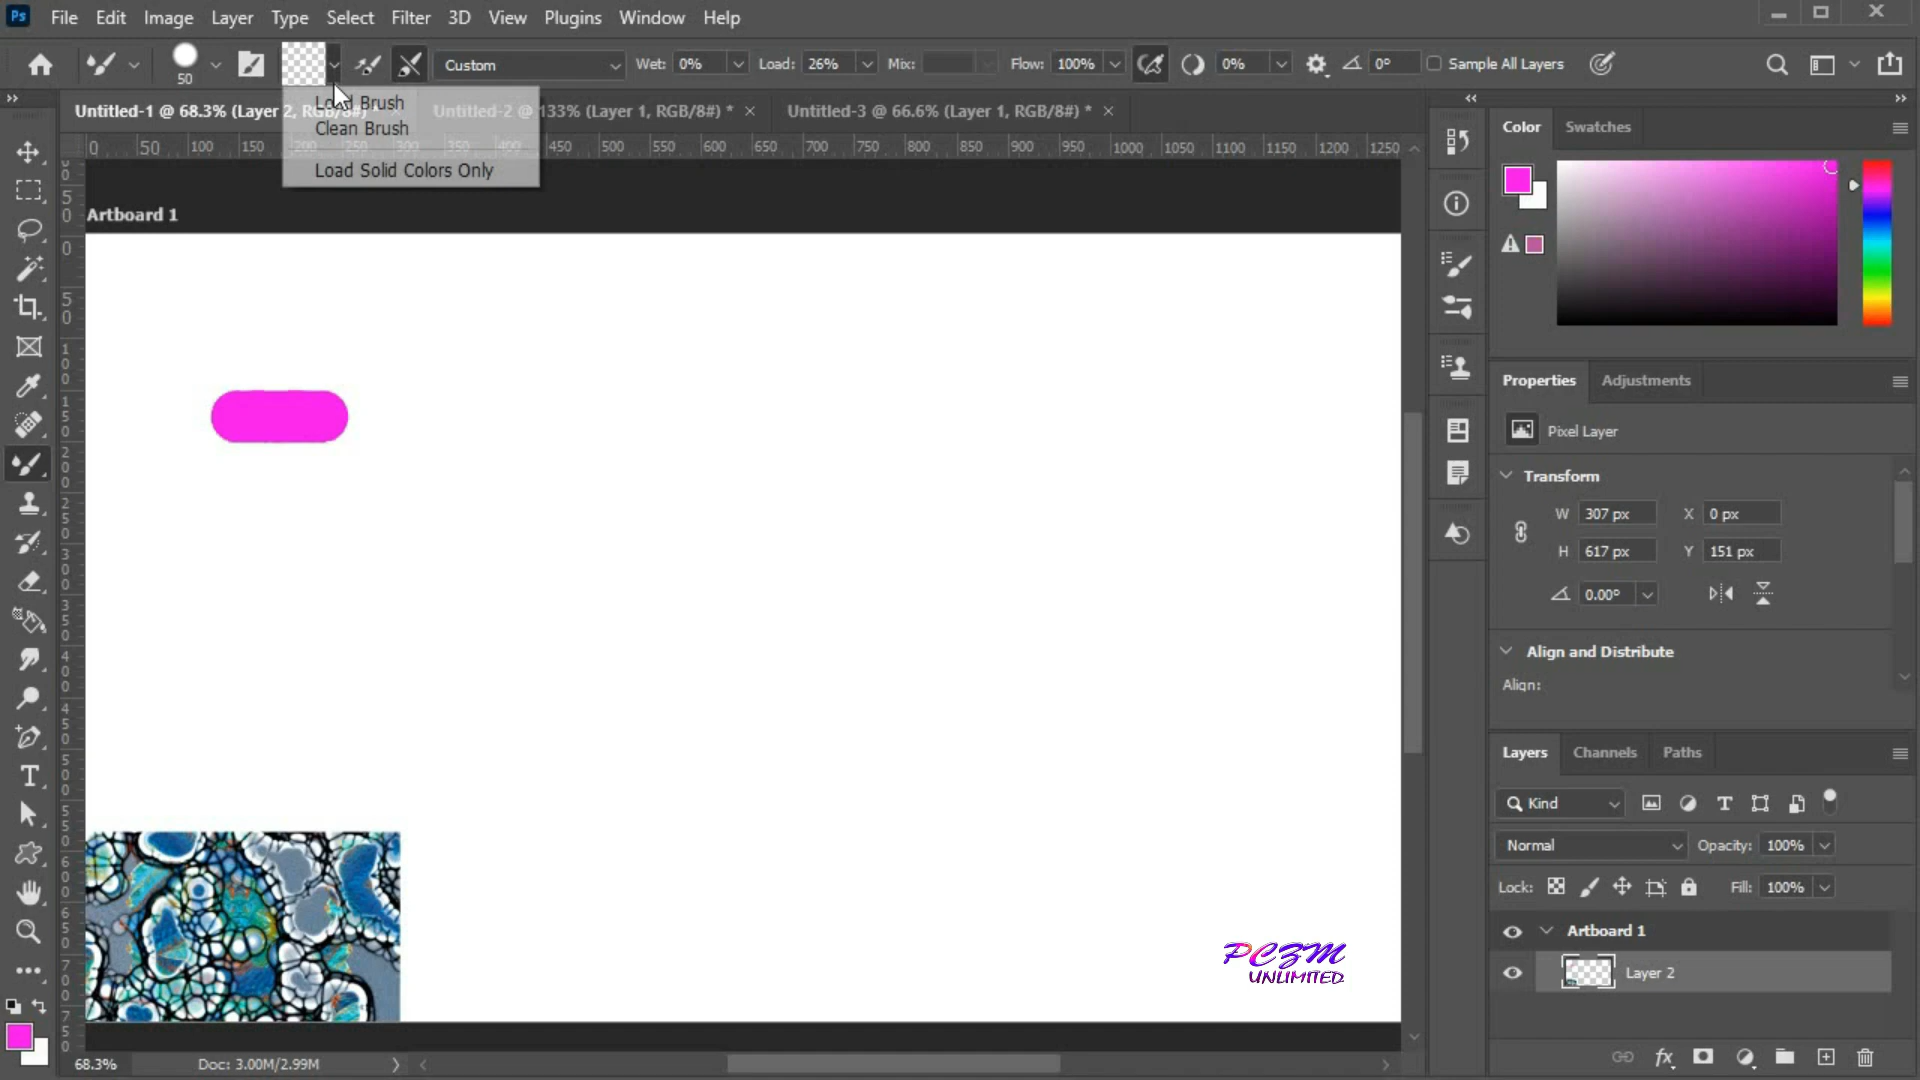 Ps File Edit Image Layer Select Filter 3D View Plugins Window Help
Type
50 Custom Wet: 0% Load: 26% Mix: Flow: 100% 0% 0° Sample All Layers
Untitled-1 @ 68.3% (Layer 2, RGB/8#) * Untitled-2 @ 133% (Layer 1, RGB/8#) * Untitled-3 @ 66.6% (Layer 1, RGB/8#) *
Load Brush
Clean Brush
Load Solid Colors Only
0 50 100 150 200 250 300 350 400 450 500 550 600 650 700 750 800 850 900 950 1000 1050 1100 1150 1200 1250
Artboard 1
Color Swatches
Properties Adjustments
Pixel Layer
Transform
W 307 px X 0 px
H 617 px Y 151 px
0.00°
Align and Distribute
Align:
Layers Channels Paths
Kind
Normal Opacity: 100%
Lock: Fill: 100%
Artboard 1
Layer 2
PCZM
UNLIMITED
68.3% Doc: 3.00M/2.99M